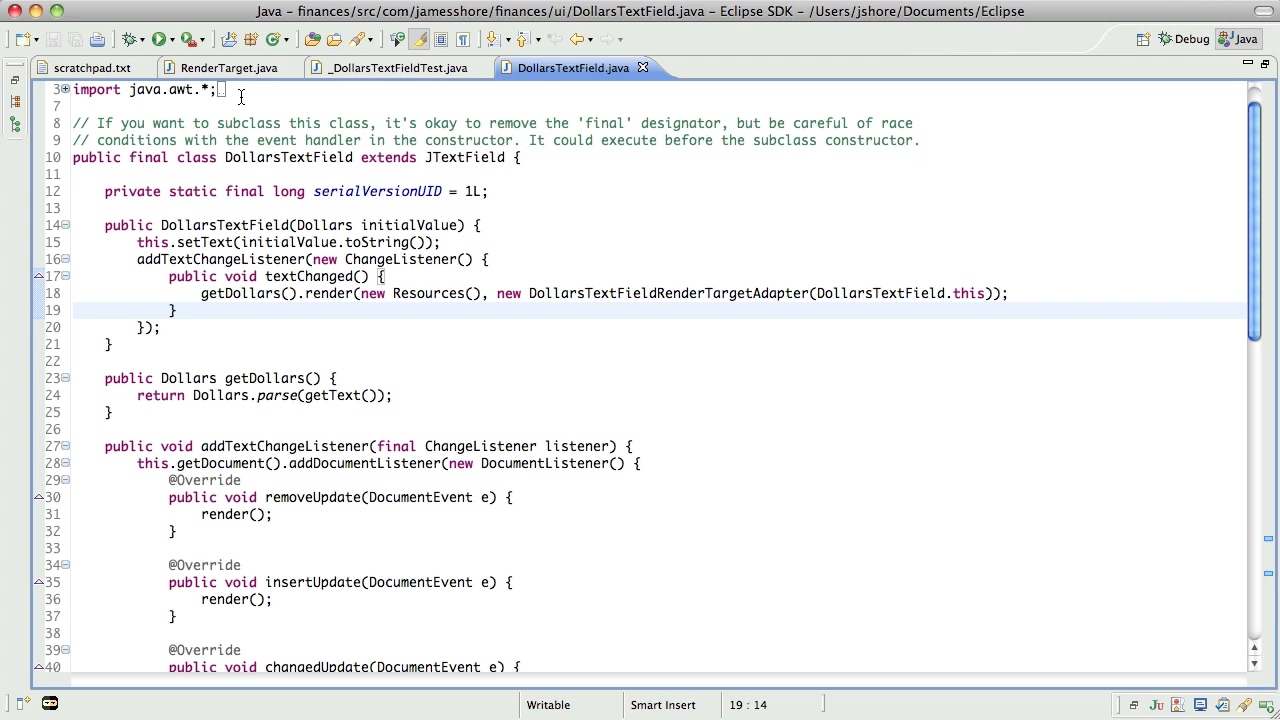 Java – finances/src/com/jamesshore/finances/ui/DollarsTextField.java – Eclipse SDK – /Users/jshore/Documents/Eclipse
Debug Java
scratchpad.txt RenderTarget.java _DollarsTextFieldTest.java DollarsTextField.java
3 import java.awt.*;
7
8 // If you want to subclass this class, it's okay to remove the 'final' designator, but be careful of race
9 // conditions with the event handler in the constructor. It could execute before the subclass constructor.
10 public final class DollarsTextField extends JTextField {
11
12 private static final long serialVersionUID = 1L;
13
14 public DollarsTextField(Dollars initialValue) {
15 this.setText(initialValue.toString());
16 addTextChangeListener(new ChangeListener() {
17 public void textChanged() {
18 getDollars().render(new Resources(), new DollarsTextFieldRenderTargetAdapter(DollarsTextField.this));
19 }
20 });
21 }
22
23 public Dollars getDollars() {
24 return Dollars.parse(getText());
25 }
26
27 public void addTextChangeListener(final ChangeListener listener) {
28 this.getDocument().addDocumentListener(new DocumentListener() {
29 @Override
30 public void removeUpdate(DocumentEvent e) {
31 render();
32 }
33
34 @Override
35 public void insertUpdate(DocumentEvent e) {
36 render();
37 }
38
39 @Override
40 public void changedUpdate(DocumentEvent e) {
Writable Smart Insert 19 : 14